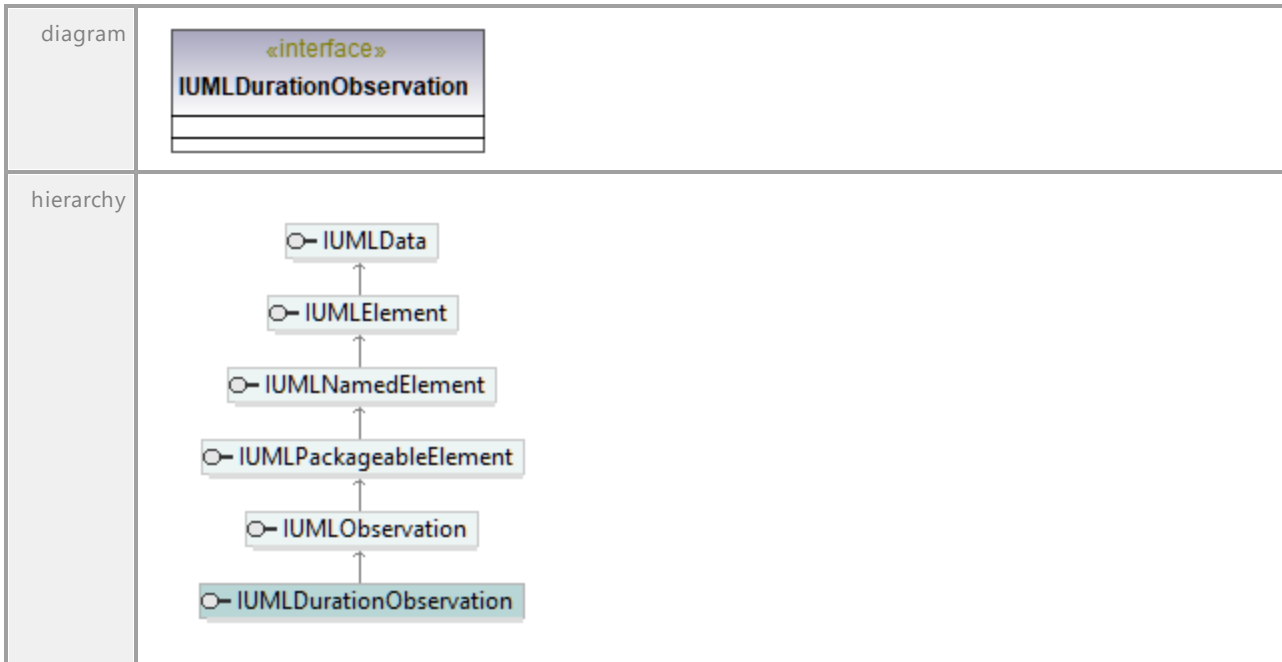 diagram
«interface»
IUMLDurationObservation
hierarchy
IUMLData
IUMLElement
IUMLNamedElement
IUMLPackageableElement
IUMLObservation
IUMLDurationObservation